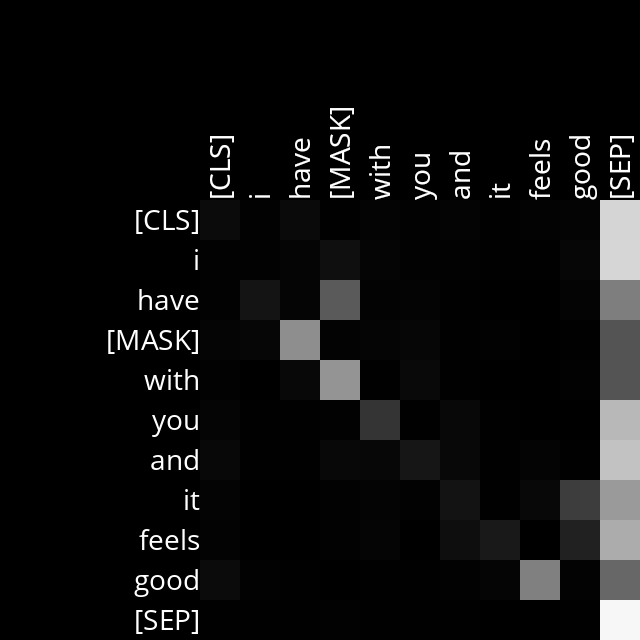 [CLS] i have [MASK] with you and it feels good [SEP]
[CLS]
i
have
[MASK]
with
you
and
it
feels
good
[SEP]